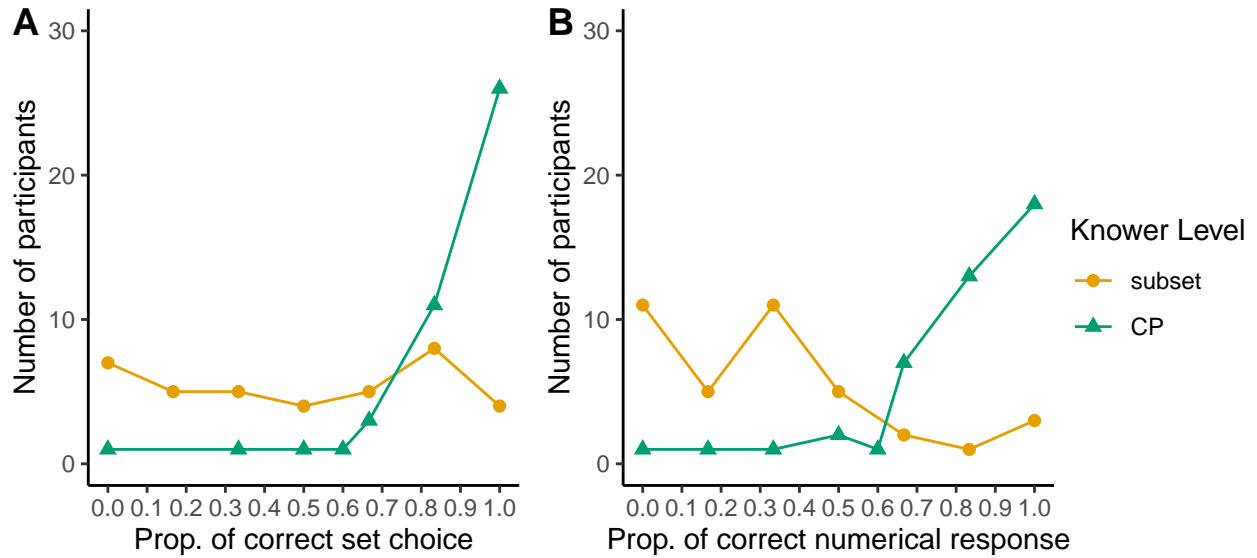 A
30
20
10
0
Number of participants
0.0 0.1 0.2 0.3 0.4 0.5 0.6 0.7 0.8 0.9 1.0
Prop. of correct set choice
B
30
20
10
0
Number of participants
0.0 0.1 0.2 0.3 0.4 0.5 0.6 0.7 0.8 0.9 1.0
Prop. of correct numerical response
Knower Level
subset
CP